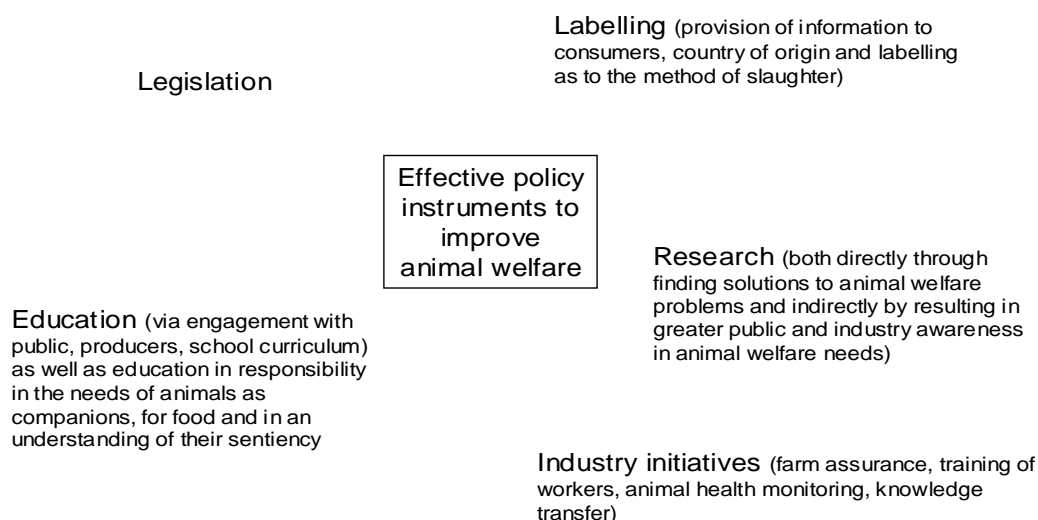 Labelling (provision of information to
consumers, country of origin and labelling
as to the method of slaughter)
Legislation
Effective policy
instruments to
improve
animal welfare
Research (both directly through
finding solutions to animal welfare
problems and indirectly by resulting in
greater public and industry awareness
in animal welfare needs)
Education (via engagement with
public, producers, school curriculum)
as well as education in responsibility
in the needs of animals as
companions, for food and in an
understanding of their sentiency
Industry initiatives (farm assurance, training of
workers, animal health monitoring, knowledge
transfer)